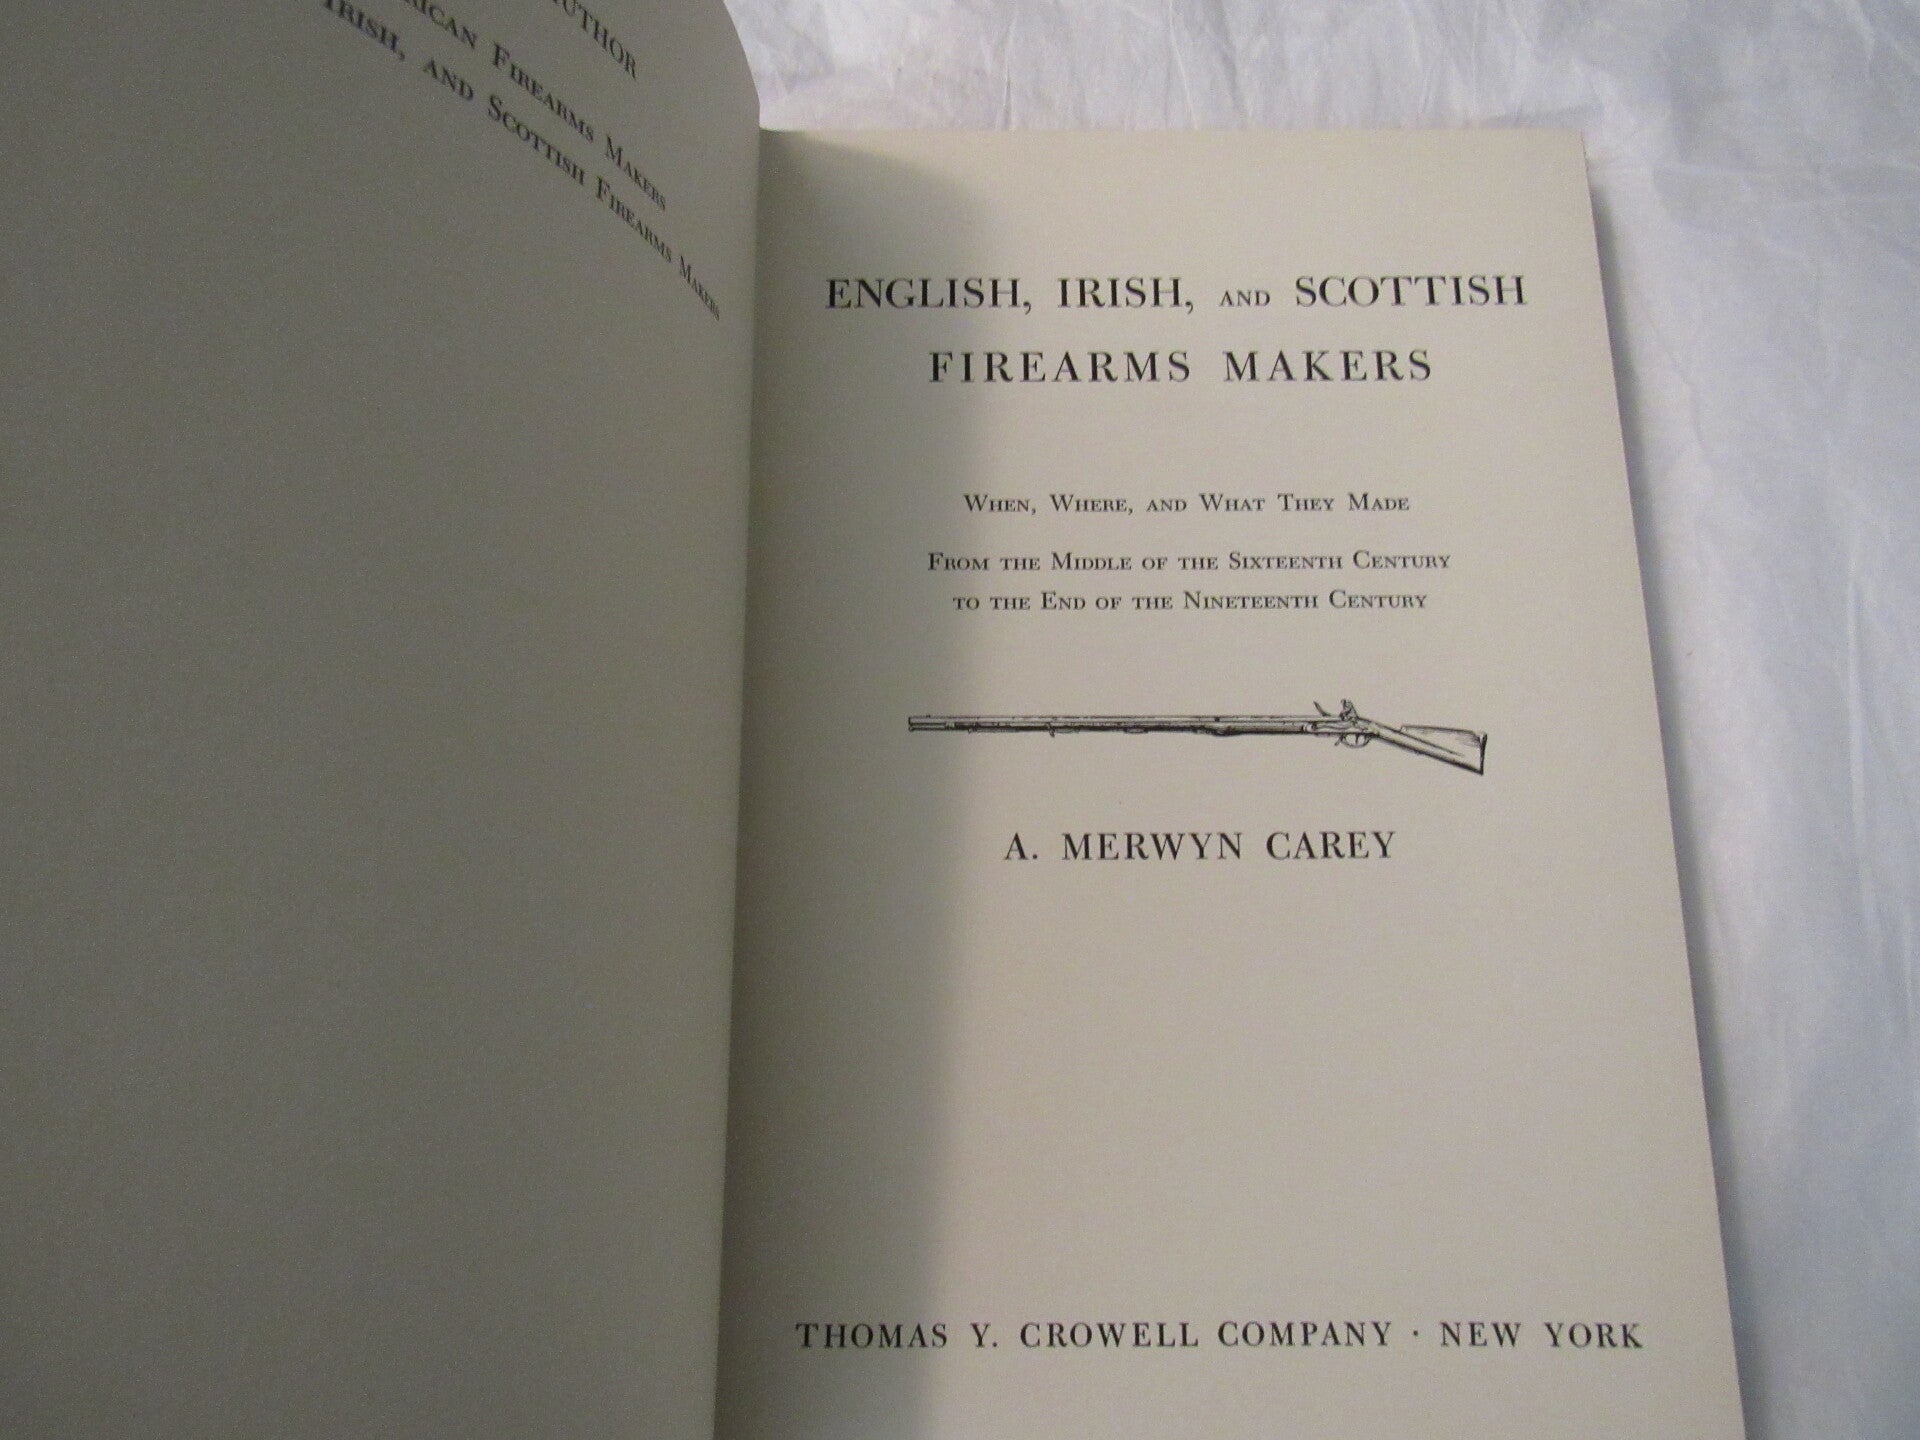 AUTHOR
FIREARMS MAKERS
IRISH, AND SCOTTISH FIREARMS MAKERS
ENGLISH, IRISH, AND SCOTTISH
FIREARMS MAKERS
WHEN, WHERE, AND WHAT THEY MADE
FROM THE MIDDLE OF THE SIXTEENTH CENTURY
TO THE END OF THE NINETEENTH CENTURY
A. MERWYN CAREY
THOMAS Y. CROWELL COMPANY · NEW YORK